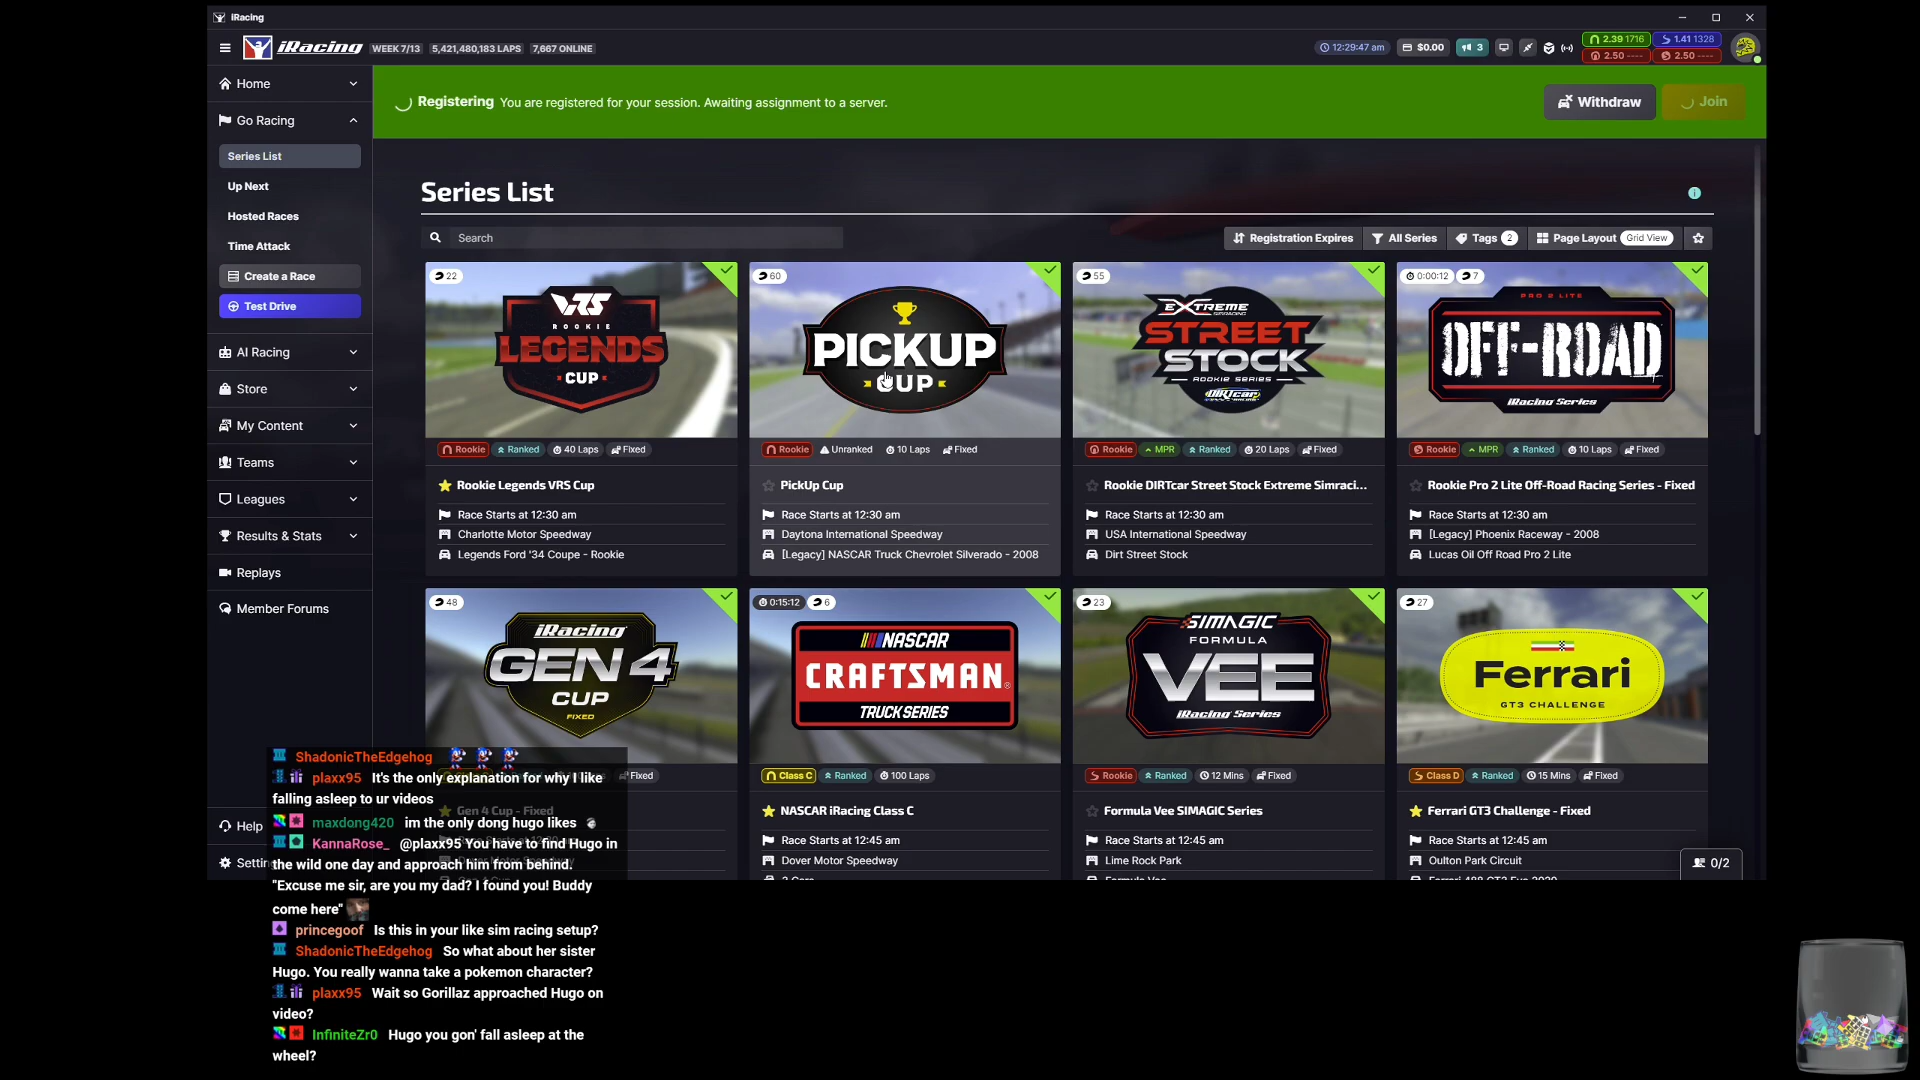 iRacing
iRacing WEEK 7/13 5,421,480,183 LAPS 7,667 ONLINE
12:29:47 am $0.00 3 2.39 1716 1.41 1328
2.50 ---- 2.50 ----
Home
Go Racing
Series List
Up Next
Hosted Races
Time Attack
Create a Race
Test Drive
AI Racing
Store
My Content
Teams
Leagues
Results & Stats
Replays
Member Forums
Help
Registering You are registered for your session. Awaiting assignment to a server.
Withdraw Join
Series List
Search
Registration Expires All Series Tags 2 Page Layout Grid View
22
VRS
ROOKIE
LEGENDS
CUP
Rookie Ranked 40 Laps Fixed
Rookie Legends VRS Cup
Race Starts at 12:30 am
Charlotte Motor Speedway
Legends Ford '34 Coupe - Rookie
60
PICKUP
CUP
Rookie Unranked 10 Laps Fixed
PickUp Cup
Race Starts at 12:30 am
Daytona International Speedway
[Legacy] NASCAR Truck Chevrolet Silverado - 2008
55
EXTREME
SIMRACING
STREET
STOCK
ROOKIE SERIES
DIRTcar
Rookie MPR Ranked 20 Laps Fixed
Rookie DIRTcar Street Stock Extreme Simraci...
Race Starts at 12:30 am
USA International Speedway
Dirt Street Stock
0:00:12 7
PRO 2 LITE
OFF-ROAD
iRacing Series
Rookie MPR Ranked 10 Laps Fixed
Rookie Pro 2 Lite Off-Road Racing Series - Fixed
Race Starts at 12:30 am
[Legacy] Phoenix Raceway - 2008
Lucas Oil Off Road Pro 2 Lite
48
iRacing
GEN 4
CUP
FIXED
Fixed
Gen 4 Cup - Fixed
0:15:12 6
NASCAR
CRAFTSMAN
TRUCK SERIES
Class C Ranked 100 Laps
NASCAR iRacing Class C
Race Starts at 12:45 am
Dover Motor Speedway
23
SIMAGIC
FORMULA
VEE
iRacing Series
Rookie Ranked 12 Mins Fixed
Formula Vee SIMAGIC Series
Race Starts at 12:45 am
Lime Rock Park
27
Ferrari
GT3 CHALLENGE
Class D Ranked 15 Mins Fixed
Ferrari GT3 Challenge - Fixed
Race Starts at 12:45 am
Oulton Park Circuit
0/2
ShadonicTheEdgehog
plaxx95 It's the only explanation for why I like
falling asleep to ur videos
maxdong420 im the only dong hugo likes
KannaRose_ @plaxx95 You have to find Hugo in
the wild one day and approach him from behind.
"Excuse me sir, are you my dad? I found you! Buddy
come here"
princegoof Is this in your like sim racing setup?
ShadonicTheEdgehog So what about her sister
Hugo. You really wanna take a pokemon character?
plaxx95 Wait so Gorillaz approached Hugo on
video?
InfiniteZr0 Hugo you gon' fall asleep at the
wheel?